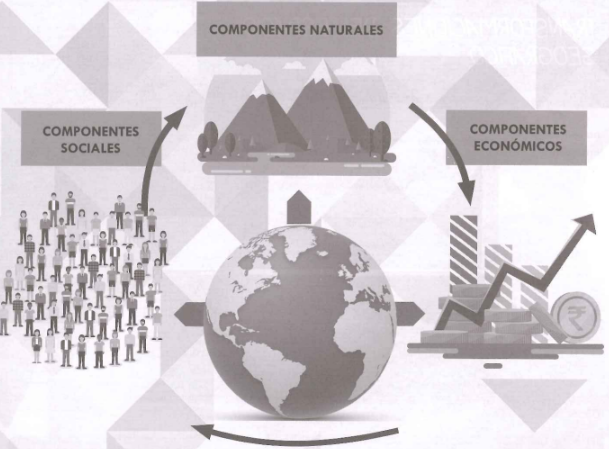 COMPONENTES NATURALES
COMPONENTES
SOCIALES
COMPONENTES
ECONÓMICOS
₹